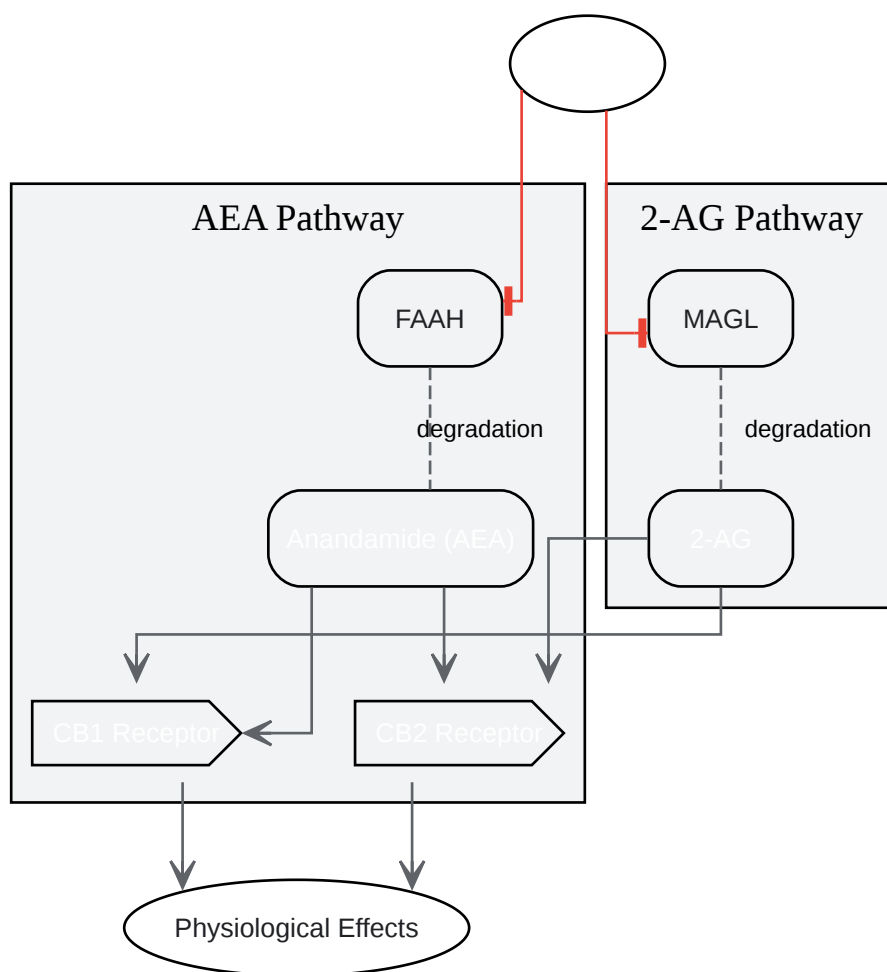 AEA Pathway
2-AG Pathway
FAAH
MAGL
degradation
degradation
Anandamide (AEA)
2-AG
CB1 Receptor
CB2 Receptor
Physiological Effects